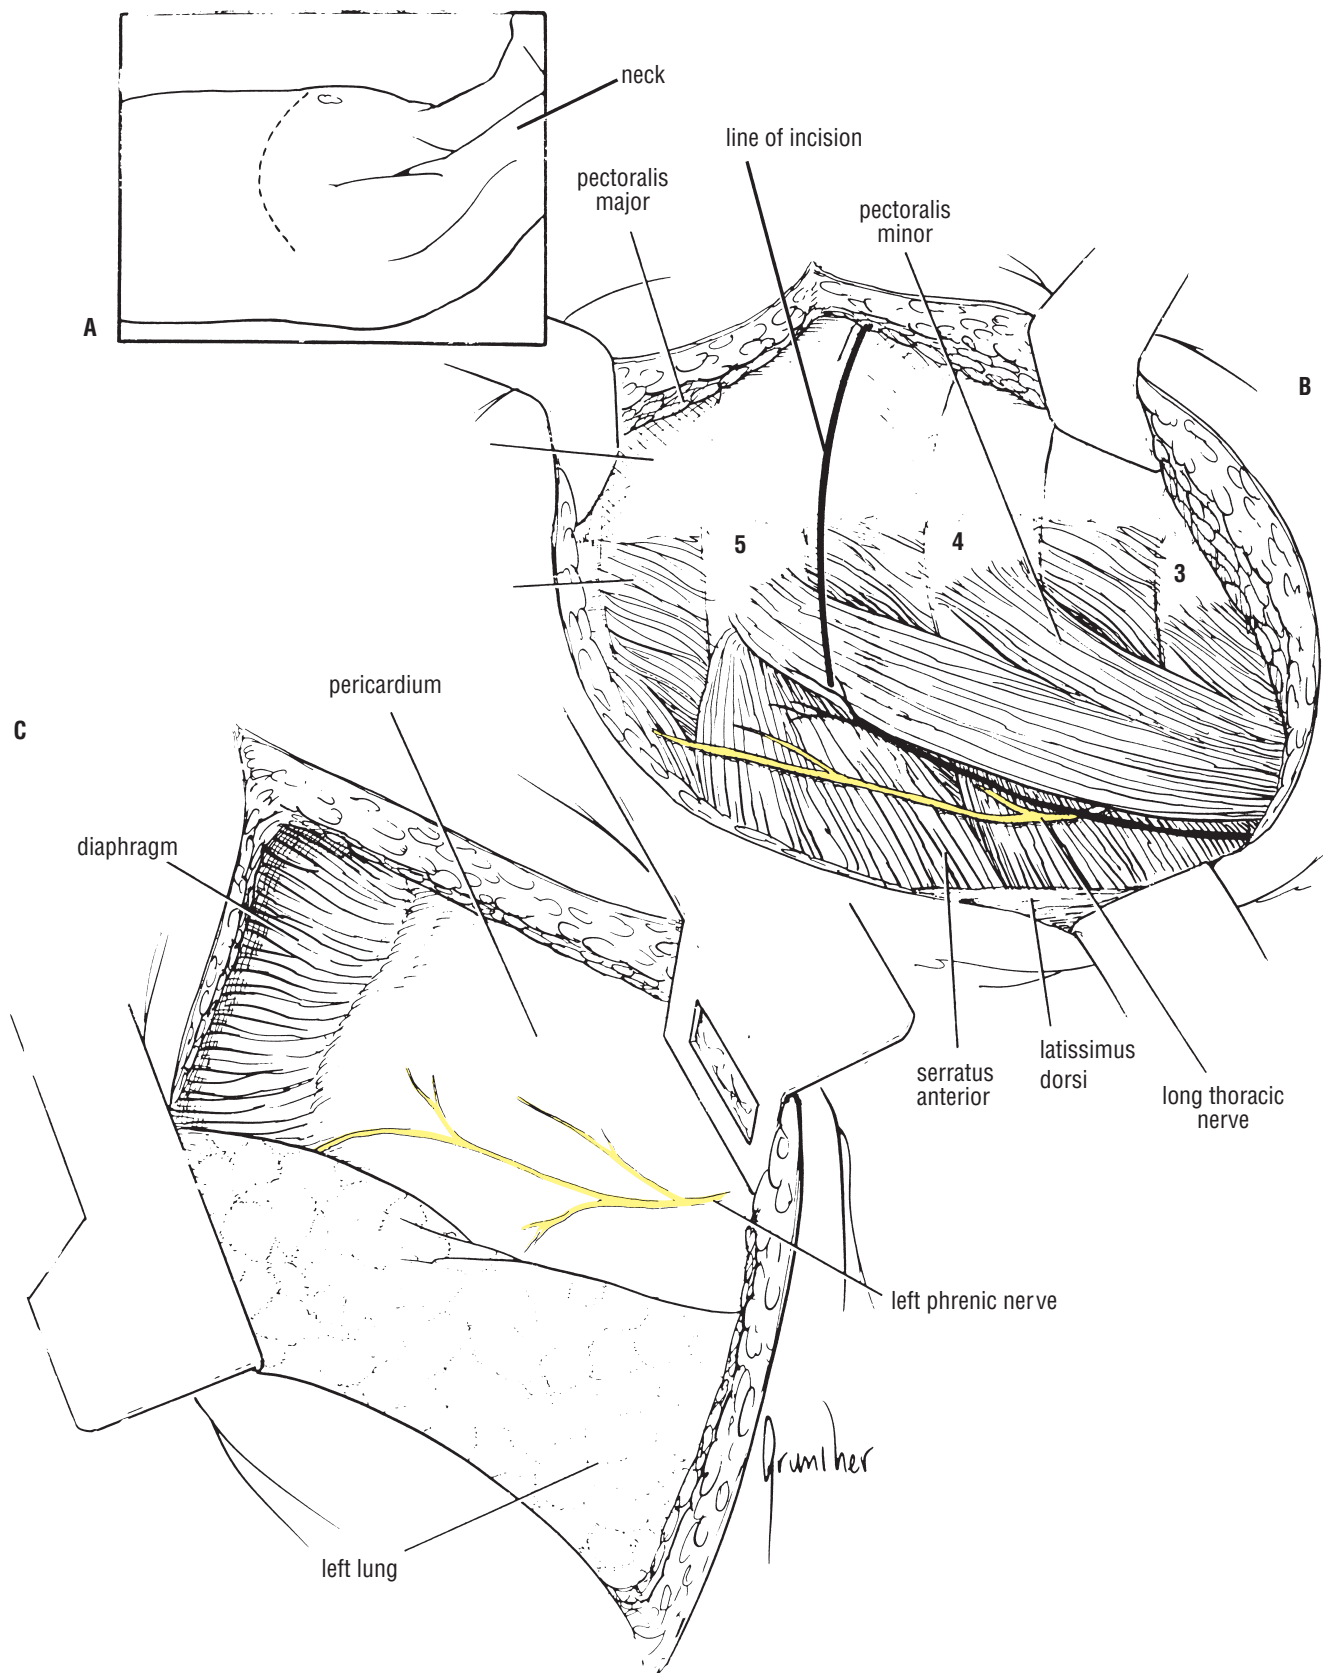 neck
line of incision
pectoralis
major
pectoralis
minor
A
B
5
4
3
pericardium
C
diaphragm
serratus
anterior
latissimus
dorsi
long thoracic
nerve
left phrenic nerve
left lung